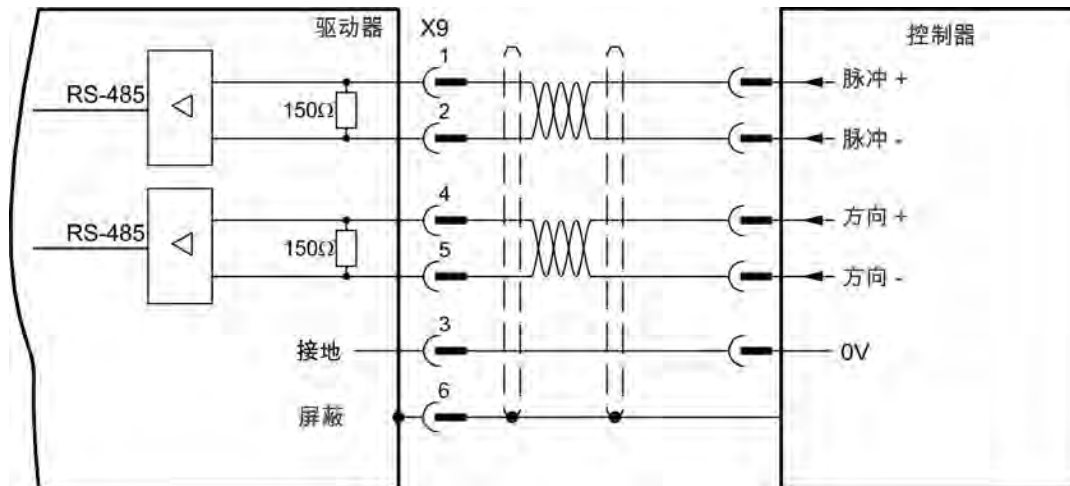 驱动器 X9 控制器
1
RS-485 150Ω 脉冲 +
2
脉冲 -
4
方向 +
RS-485 150Ω 5
方向 -
3
接地 0V
6
屏蔽